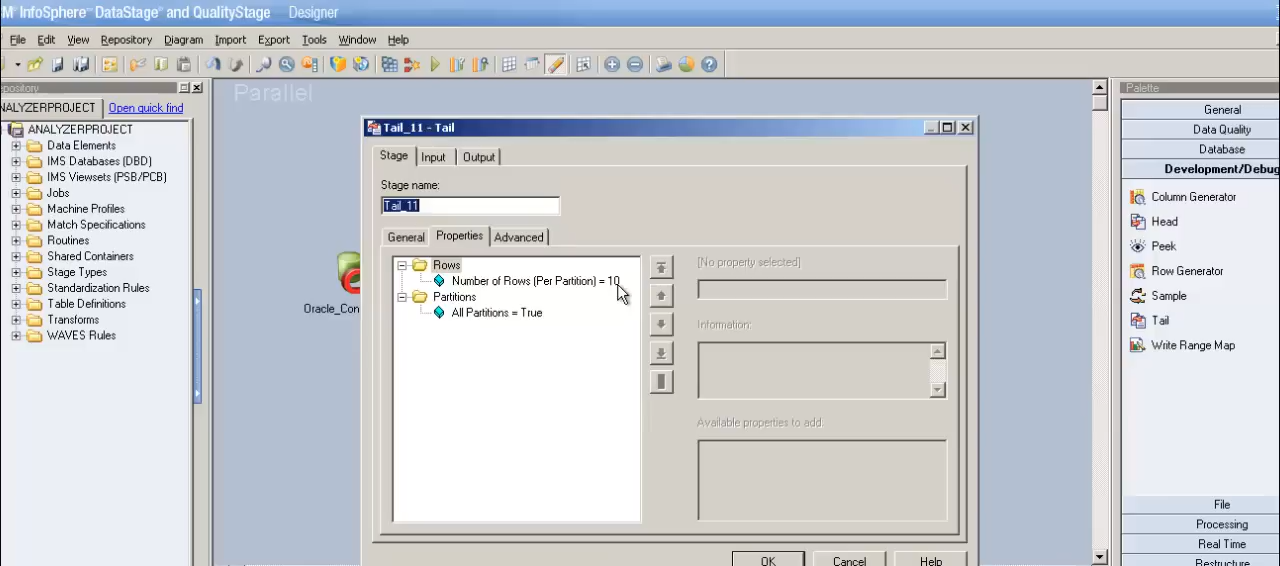 M® InfoSphere® DataStage® and QualityStage Designer
File Edit View Repository Diagram Import Export Tools Window Help
pository
NALYZERPROJECT Open quick find
ANALYZERPROJECT
Data Elements
IMS Databases (DBD)
IMS Viewsets (PSB/PCB)
Jobs
Machine Profiles
Match Specifications
Routines
Shared Containers
Stage Types
Standardization Rules
Table Definitions
Transforms
WAVES Rules
Parallel
Oracle_Con
Tail_11 - Tail
Stage Input Output
Stage name:
Tail_11
General Properties Advanced
Rows
Number of Rows (Per Partition) = 10
Partitions
All Partitions = True
[No property selected]
Information:
Available properties to add:
OK Cancel Help
Palette
General
Data Quality
Database
Development/Debug
Column Generator
Head
Peek
Row Generator
Sample
Tail
Write Range Map
File
Processing
Real Time
Restructure